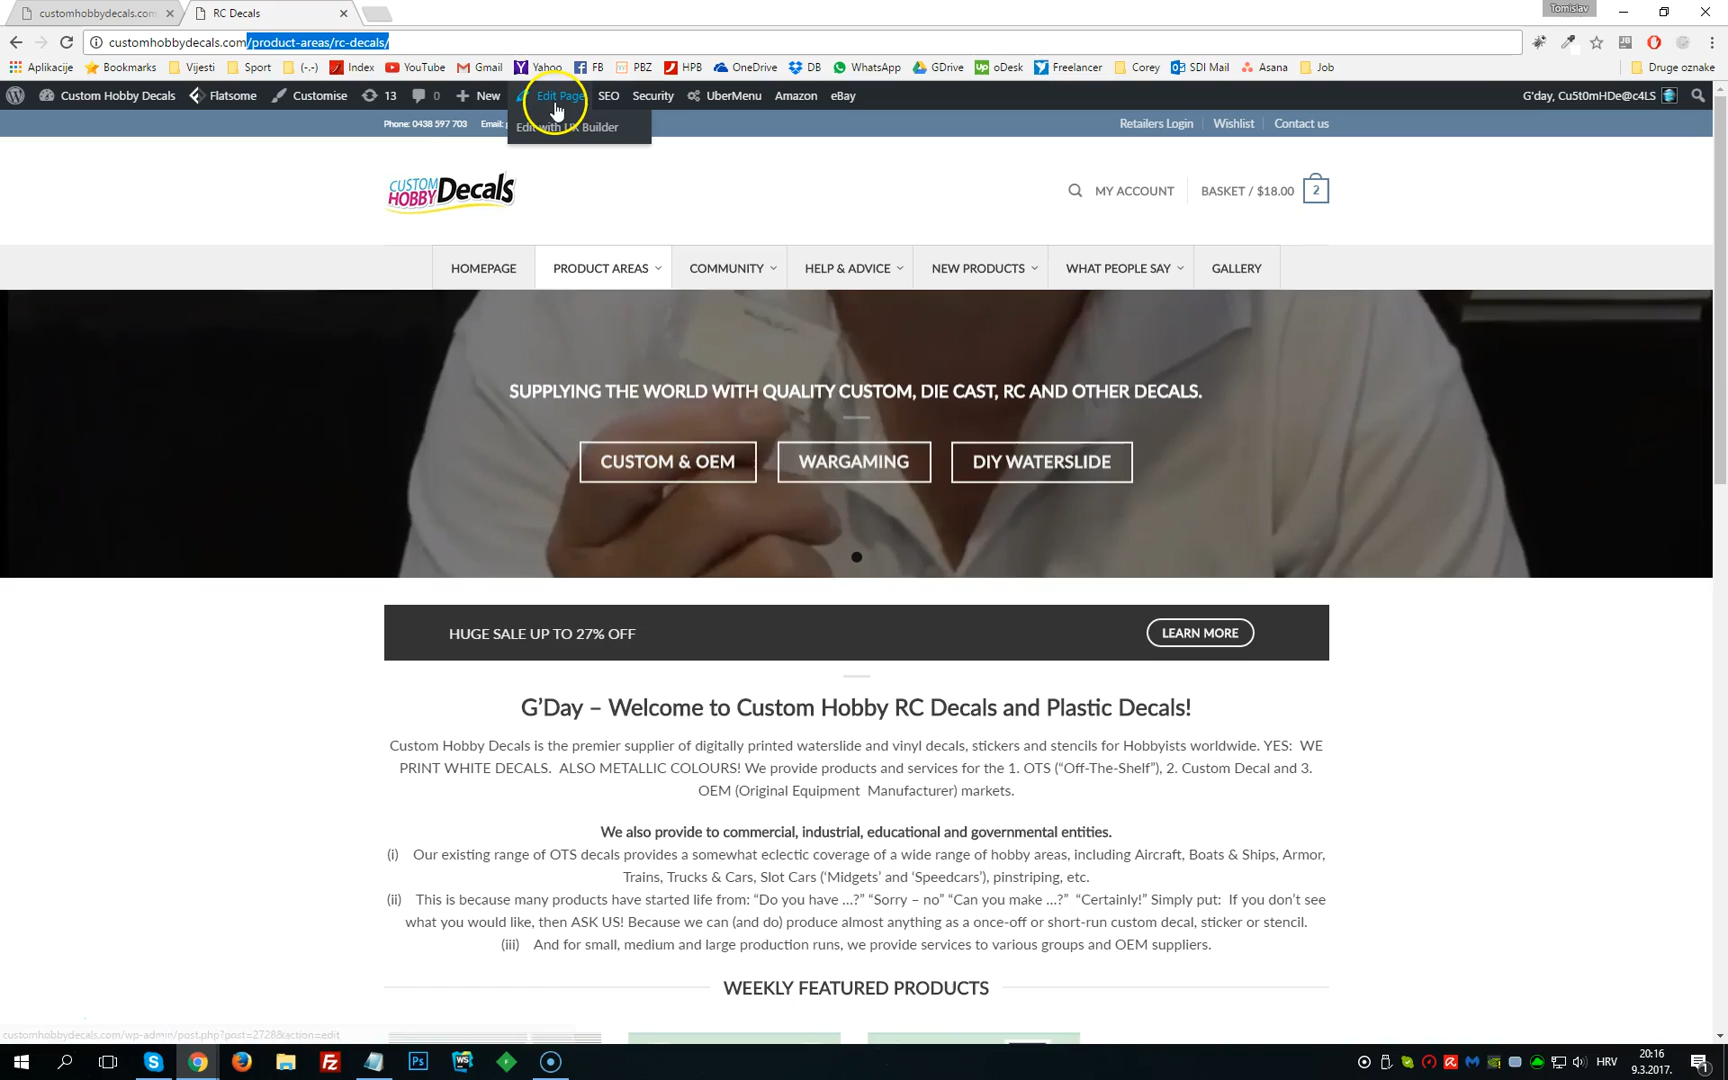 customhobbydecals.com
RC Decals
Tomislav
customhobbydecals.com/product-areas/rc-decals/
Aplikacije Bookmarks Vijesti Sport (-.-) Index YouTube Gmail Yahoo FB PBZ HPB OneDrive DB WhatsApp GDrive oDesk Freelancer Corey SDI Mail Asana Job Druge oznake
Custom Hobby Decals Flatsome Customise 13 0 New Edit Page SEO Security UberMenu Amazon eBay G'day, Cu5t0mHDe@c4LS
Phone: 0438 597 703 Email:
Edit with UX Builder
Retailers Login Wishlist Contact us
CUSTOM HOBBY Decals
MY ACCOUNT BASKET / $18.00 2
HOMEPAGE PRODUCT AREAS COMMUNITY HELP & ADVICE NEW PRODUCTS WHAT PEOPLE SAY GALLERY
SUPPLYING THE WORLD WITH QUALITY CUSTOM, DIE CAST, RC AND OTHER DECALS.
CUSTOM & OEM WARGAMING DIY WATERSLIDE
HUGE SALE UP TO 27% OFF LEARN MORE
G'Day – Welcome to Custom Hobby RC Decals and Plastic Decals!
Custom Hobby Decals is the premier supplier of digitally printed waterslide and vinyl decals, stickers and stencils for Hobbyists worldwide. YES: WE
PRINT WHITE DECALS. ALSO METALLIC COLOURS! We provide products and services for the 1. OTS (“Off-The-Shelf”), 2. Custom Decal and 3.
OEM (Original Equipment Manufacturer) markets.
We also provide to commercial, industrial, educational and governmental entities.
(i) Our existing range of OTS decals provides a somewhat eclectic coverage of a wide range of hobby areas, including Aircraft, Boats & Ships, Armor,
Trains, Trucks & Cars, Slot Cars (‘Midgets’ and ‘Speedcars’), pinstriping, etc.
(ii) This is because many products have started life from: “Do you have …?” “Sorry – no” “Can you make …?” “Certainly!” Simply put: If you don’t see
what you would like, then ASK US! Because we can (and do) produce almost anything as a once-off or short-run custom decal, sticker or stencil.
(iii) And for small, medium and large production runs, we provide services to various groups and OEM suppliers.
WEEKLY FEATURED PRODUCTS
customhobbydecals.com/wp-admin/post.php?post=2728&action=edit
HRV
20:16
9.3.2017.